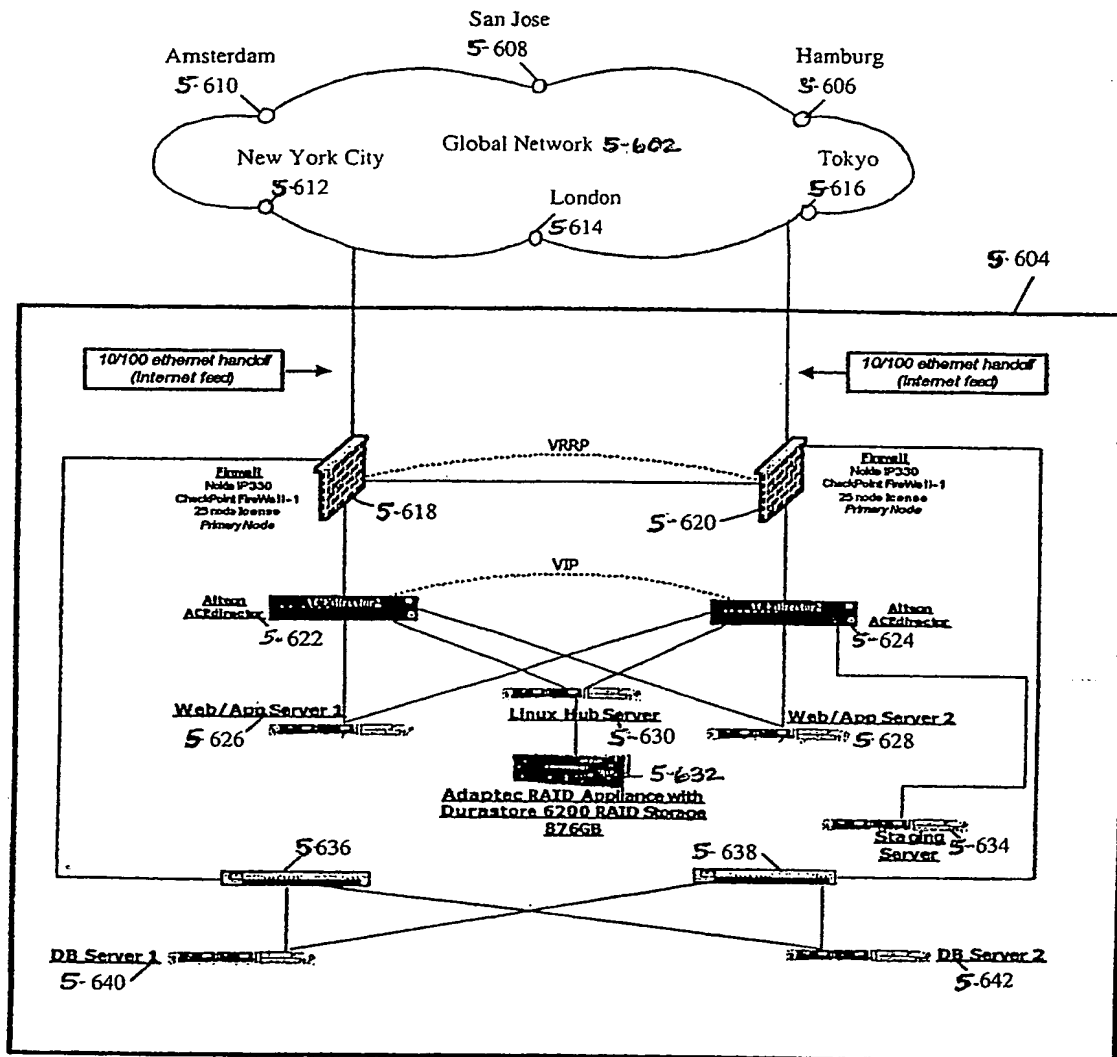 San Jose
5-608
Amsterdam
5-610
Hamburg
5-606
Global Network 5-602
New York City
5-612
Tokyo
5-616
London
5-614
5-604
10/100 ethernet handoff
(Internet feed)
10/100 ethernet handoff
(Internet feed)
VRRP
Firewall
Nokia IP330
CheckPoint FireWall-1
25 node license
Primary Node
5-618
Firewall
Nokia IP330
CheckPoint FireWall-1
25 node license
Primary Node
5-620
VIP
Alteon
ACEdirector
5-622
ACEdirector2
ACEdirector2
Alteon
ACEdirector
5-624
Web/App Server 1
5-626
Linux Hub Server
5-630
Web/App Server 2
5-628
5-632
Adaptec RAID Appliance with
Durastore 6200 RAID Storage
876GB
Staging
Server
5-634
5-636
5-638
DB Server 1
5-640
DB Server 2
5-642